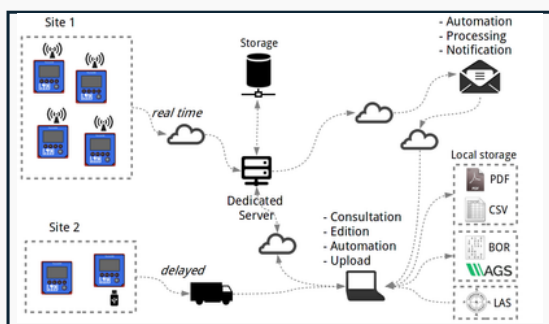 Site 1
real time
Storage
Dedicated
Server
- Automation
- Processing
- Notification
Local storage
PDF
CSV
BOR
AGS
LAS
- Consultation
- Edition
- Automation
- Upload
Site 2
delayed